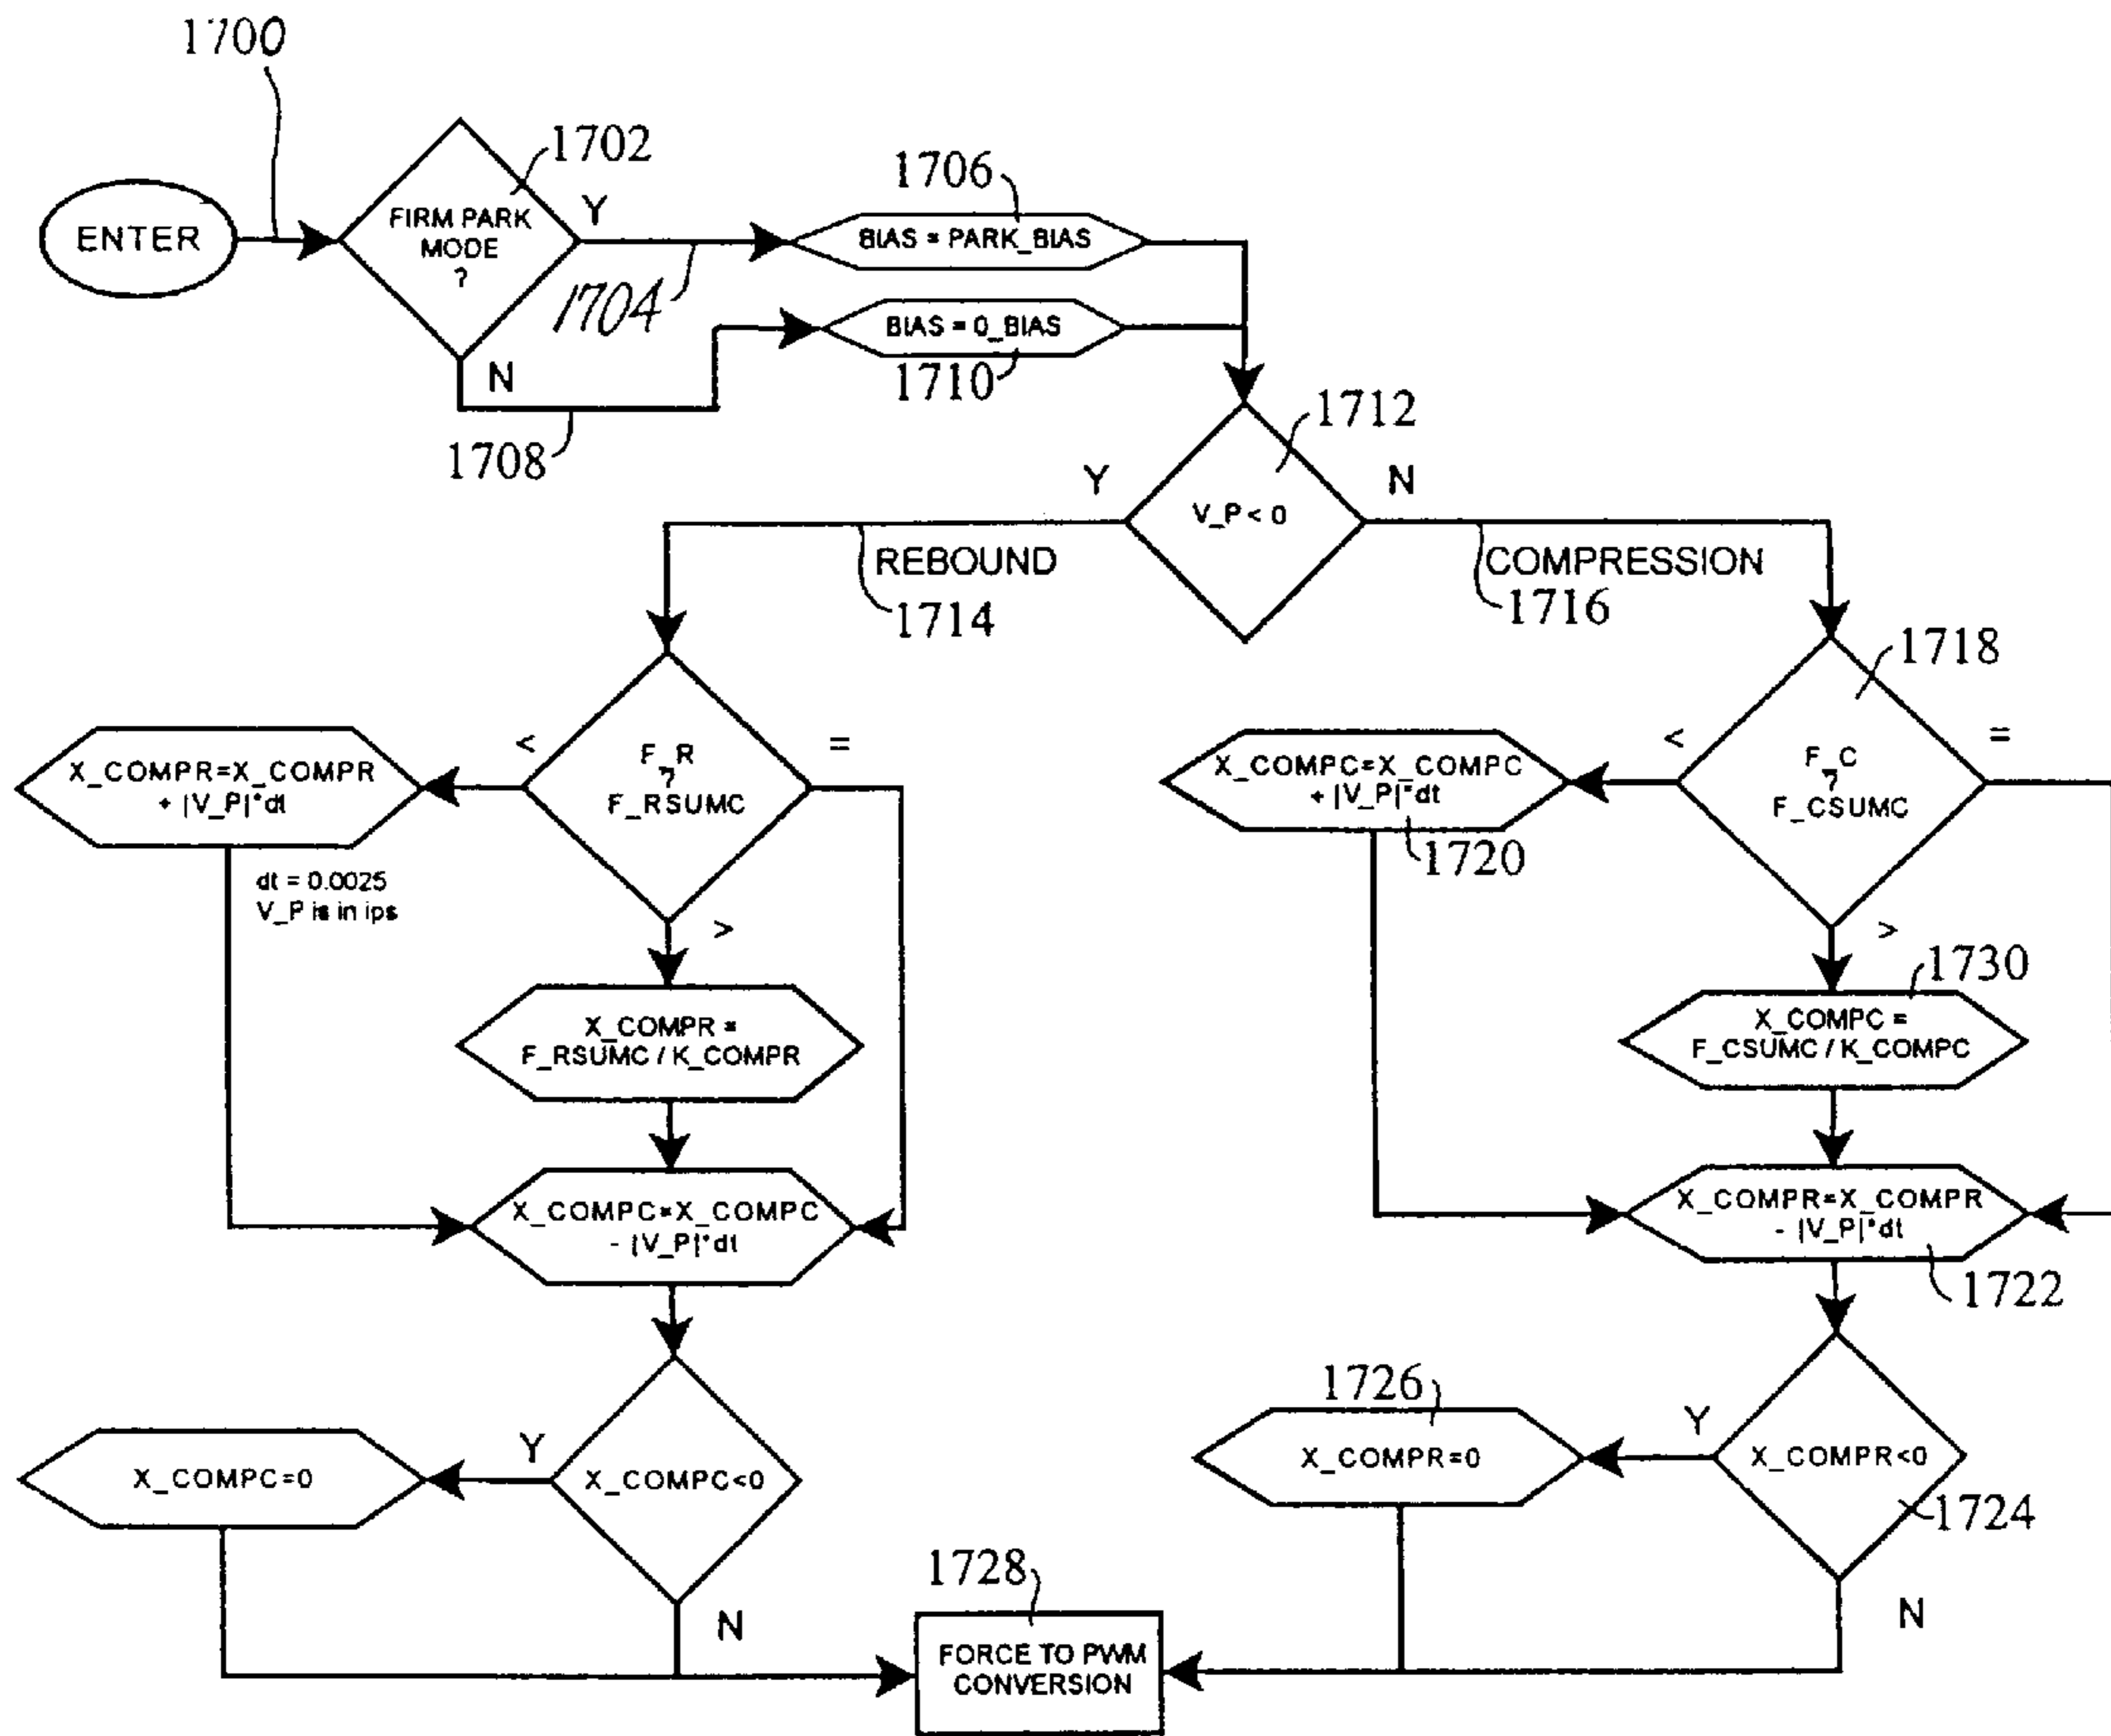 1700
1702
ENTER
FIRM PARK
MODE
?
Y
1704
1706
BIAS = PARK_BIAS
BIAS = 0_BIAS
1710
N
1708
1712
Y
N
V_P < 0
REBOUND
1714
COMPRESSION
1716
1718
X_COMPR=X_COMPR
+ |V_P|*dt
<
F_R
?
F_RSUMC
=
dt = 0.0025
V_P is in ips
>
X_COMPC=X_COMPC
+ |V_P|*dt
1720
<
F_C
?
F_CSUMC
=
>
X_COMPR =
F_RSUMC / K_COMPR
1730
X_COMPC =
F_CSUMC / K_COMPC
X_COMPC=X_COMPC
- |V_P|*dt
X_COMPR=X_COMPR
- |V_P|*dt
1722
X_COMPC=0
Y
X_COMPC<0
N
1726
X_COMPR=0
Y
X_COMPR<0
1724
N
1728
FORCE TO PWM
CONVERSION